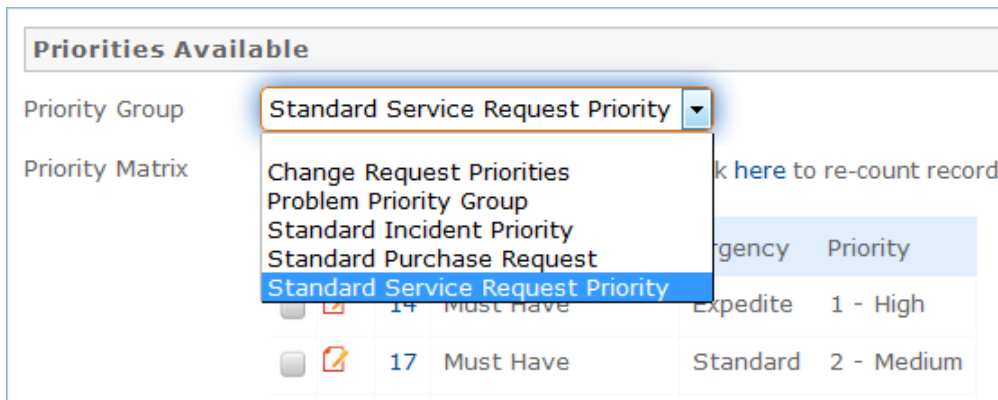 Priorities Available
Priority Group Standard Service Request Priority
Priority Matrix
Change Request Priorities
k here to re-count record
Problem Priority Group
Standard Incident Priority
Standard Purchase Request
rgency Priority
Standard Service Request Priority
14 Must Have Expedite 1 - High
17 Must Have Standard 2 - Medium